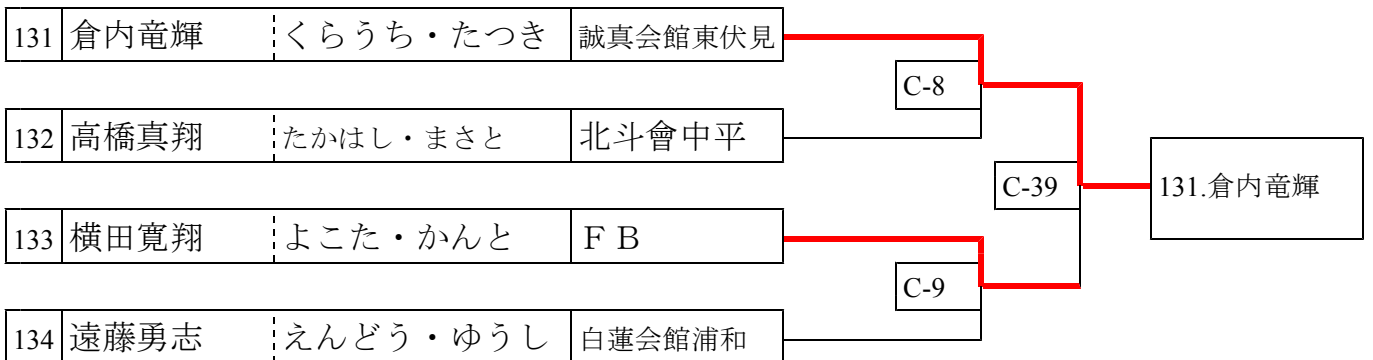 131 倉内竜輝 くらうち・たつき 誠真会館東伏見
C-8
132 高橋真翔 たかはし・まさと 北斗會中平
C-39 131.倉内竜輝
133 横田寛翔 よこた・かんと ＦＢ
C-9
134 遠藤勇志 えんどう・ゆうし 白蓮会館浦和